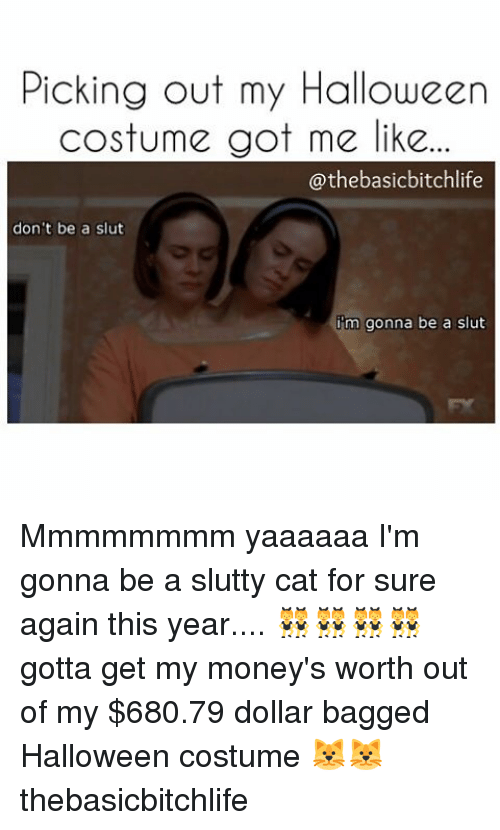 Picking out my Halloween
costume got me like...
@thebasicbitchlife
don't be a slut
i'm gonna be a slut
FX
Mmmmmmmm yaaaaaa I'm
gonna be a slutty cat for sure
again this year.... 👯👯👯👯
gotta get my money's worth out
of my $680.79 dollar bagged
Halloween costume 🐱🐱
thebasicbitchlife